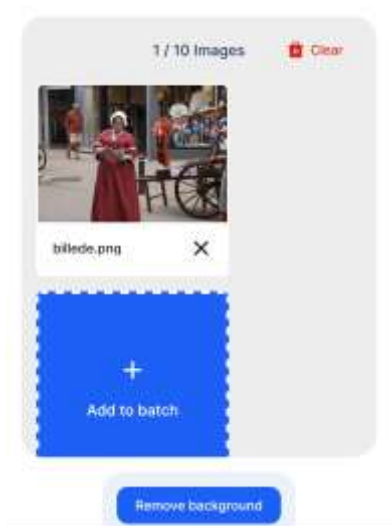 1 / 10 Images
Clear
billede.png
Add to batch
Remove background